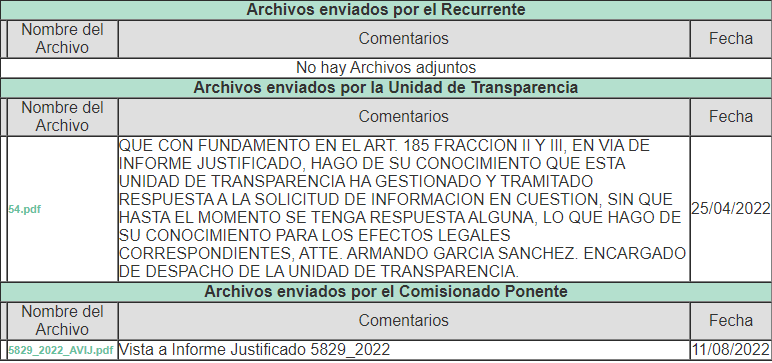 Archivos enviados por el Recurrente
Nombre del Archivo Comentarios Fecha
No hay Archivos adjuntos
Archivos enviados por la Unidad de Transparencia
Nombre del Archivo Comentarios Fecha
QUE CON FUNDAMENTO EN EL ART. 185 FRACCION II Y III, EN VIA DE
INFORME JUSTIFICADO, HAGO DE SU CONOCIMIENTO QUE ESTA
UNIDAD DE TRANSPARENCIA HA GESTIONADO Y TRAMITADO
RESPUESTA A LA SOLICITUD DE INFORMACION EN CUESTION, SIN QUE
54.pdf HASTA EL MOMENTO SE TENGA RESPUESTA ALGUNA, LO QUE HAGO DE 25/04/2022
SU CONOCIMIENTO PARA LOS EFECTOS LEGALES
CORRESPONDIENTES, ATTE. ARMANDO GARCIA SANCHEZ. ENCARGADO
DE DESPACHO DE LA UNIDAD DE TRANSPARENCIA.
Archivos enviados por el Comisionado Ponente
Nombre del Archivo Comentarios Fecha
5829_2022_AVIJ.pdf Vista a Informe Justificado 5829_2022 11/08/2022